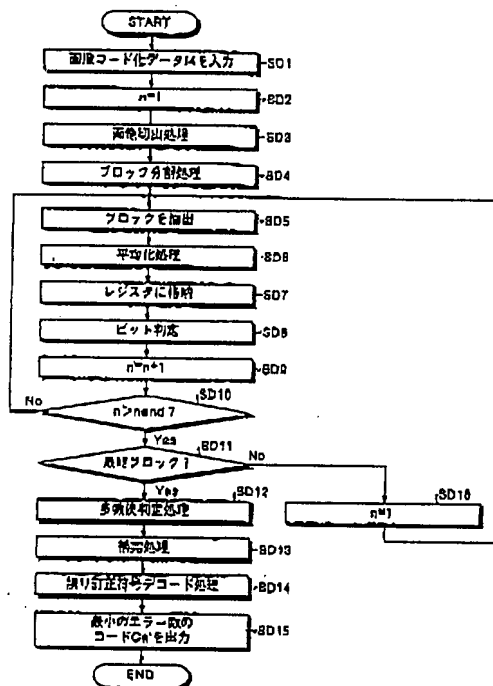 START
画像コード化データI4を入力
SD1
n=1
SD2
画像切出処理
SD3
ブロック分割処理
SD4
ブロックを抽出
SD5
平均化処理
SD6
レジスタに格納
SD7
ビット判定
SD8
n=n+1
SD9
SD10
n>nend ?
No
Yes
SD11
最終ブロック?
No
Yes
SD12
多数決判定処理
SD16
n=1
補完処理
SD13
誤り訂正符号デコード処理
SD14
最小のエラー数の
コードCn'を出力
SD15
END